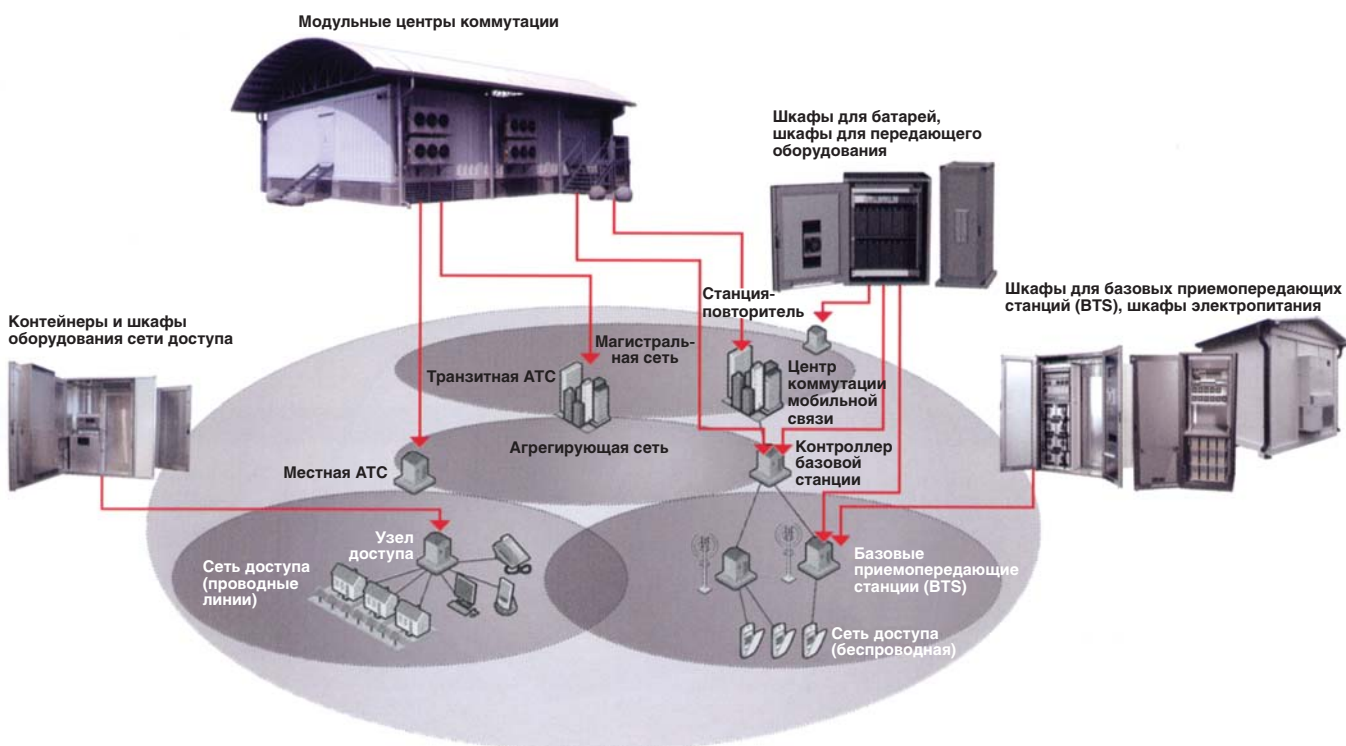 Модульные центры коммутации
Шкафы для батарей,
шкафы для передающего
оборудования
Шкафы для базовых приемопередающих
станций (BTS), шкафы электропитания
Контейнеры и шкафы
оборудования сети доступа
Станция-
повторитель
Магистраль-
ная сеть
Транзитная АТС
Центр
коммутации
мобильной
связи
Агрегирующая сеть
Контроллер
базовой
станции
Местная АТС
Узел
доступа
Сеть доступа
(проводные
линии)
Базовые
приемопередающие
станции (BTS)
Сеть доступа
(беспроводная)